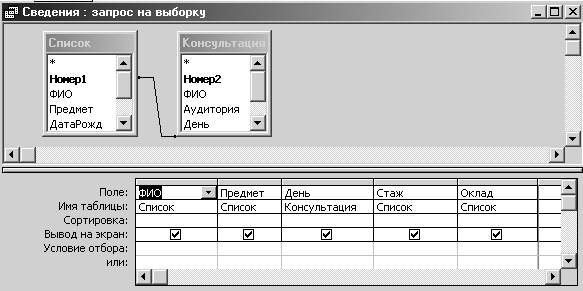 Сведения : запрос на выборку
Список
*
Номер1
ФИО
Предмет
ДатаРожд
Консультация
*
Номер2
ФИО
Аудитория
День
Поле: ФИО Предмет День Стаж Оклад
Имя таблицы: Список Список Консультация Список Список
Сортировка:
Вывод на экран:
Условие отбора:
или: